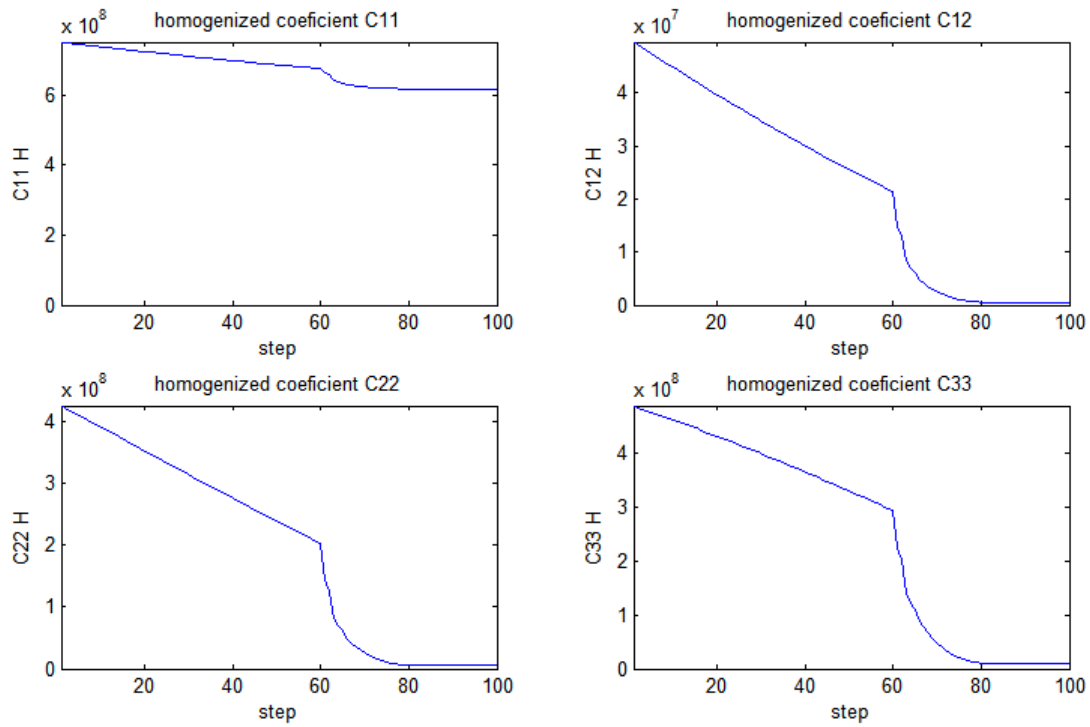 x 10^8 homogenized coeficient C11
C11 H
6
4
2
0
20 40 60 80 100
step
x 10^7 homogenized coeficient C12
C12 H
4
3
2
1
0
20 40 60 80 100
step
x 10^8 homogenized coeficient C22
C22 H
4
3
2
1
0
20 40 60 80 100
step
x 10^8 homogenized coeficient C33
C33 H
4
3
2
1
0
20 40 60 80 100
step